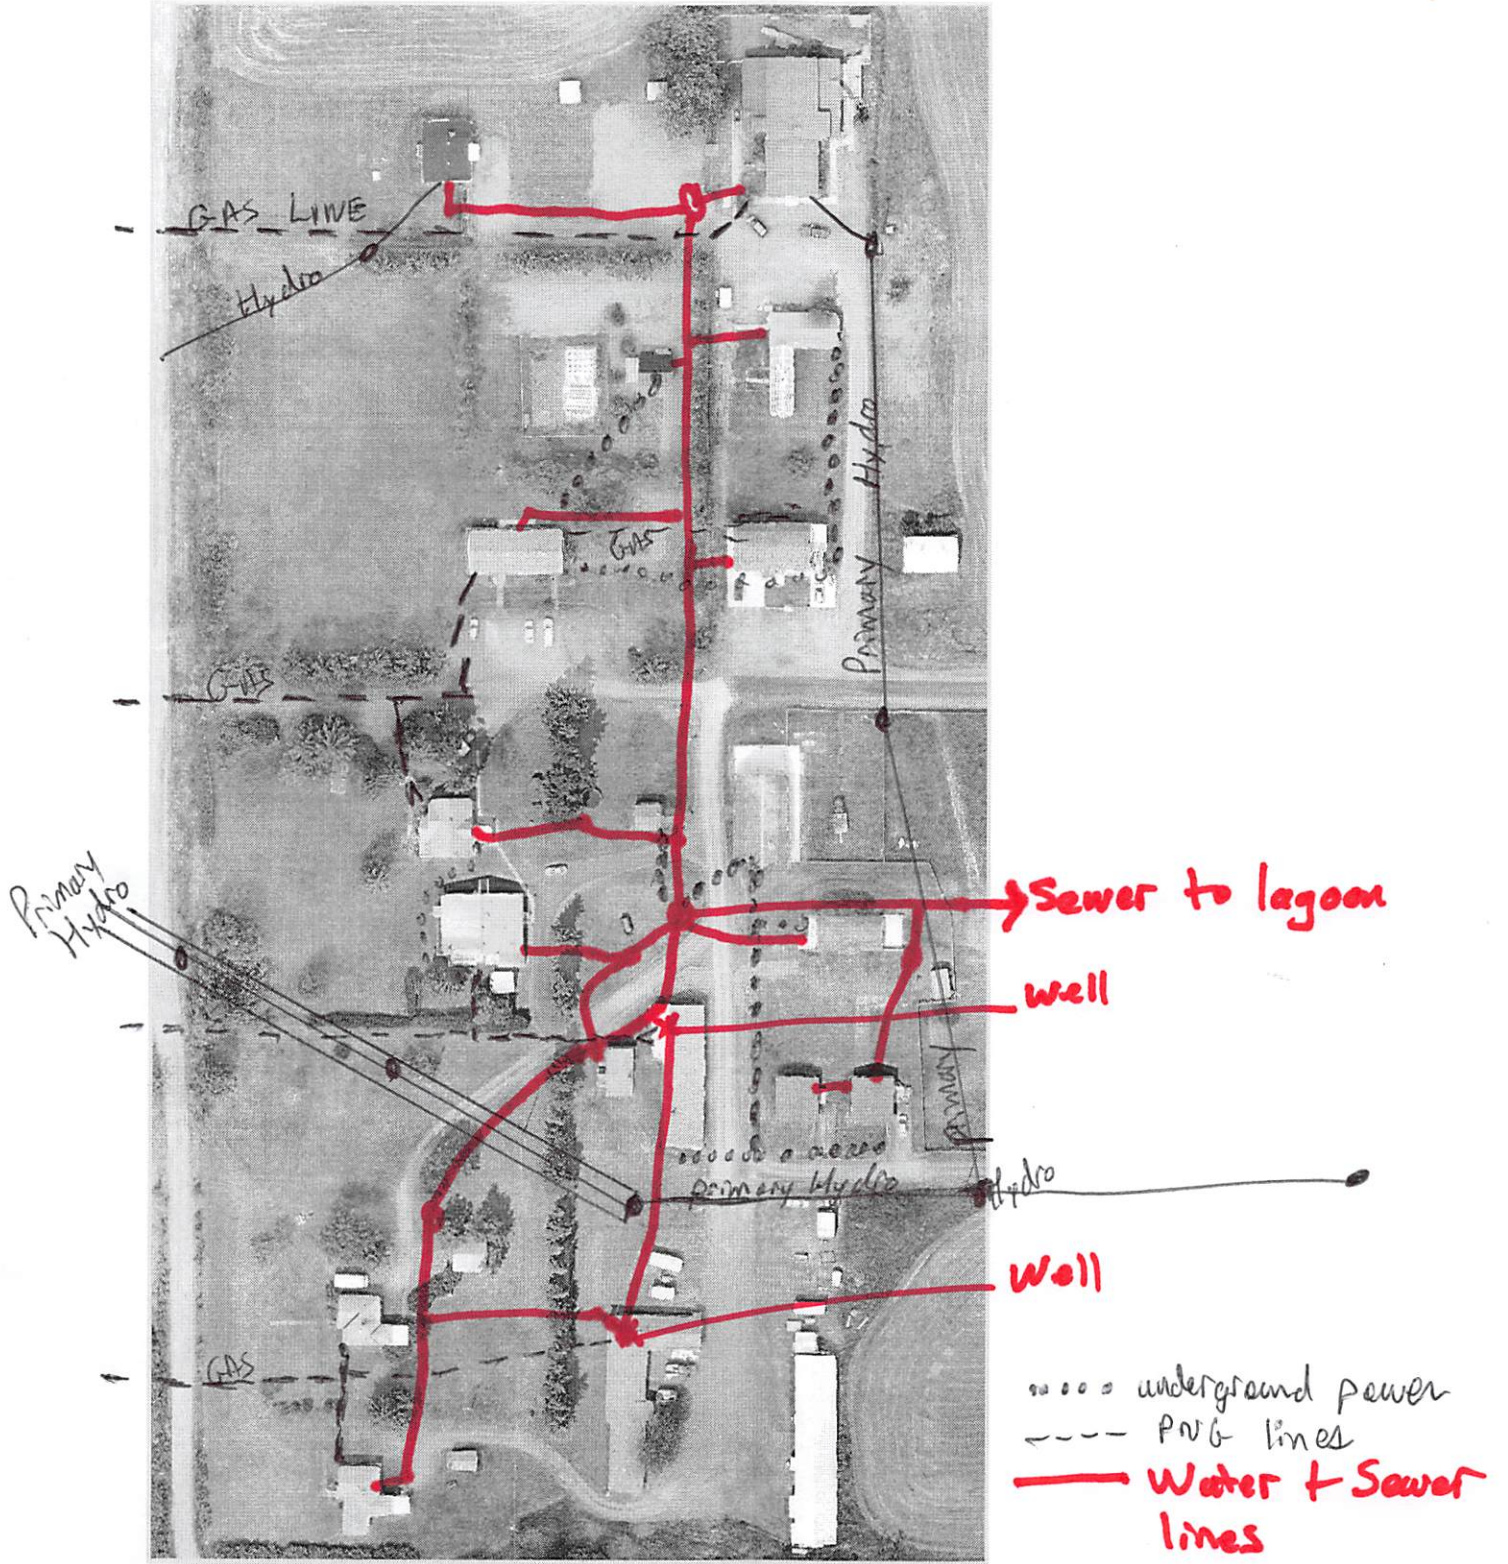 GAS LINE
Hydro
Primary Hydro
GAS
GAS
Primary
Hydro
Sewer to lagoon
well
Primary
Primary Hydro
Hydro
Well
GAS
underground power
PNG lines
Water + Sewer
lines